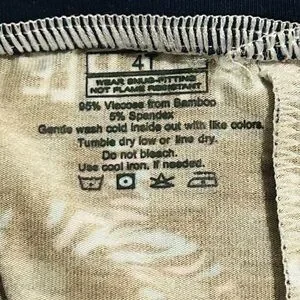 4T
WEAR SNUG-FITTING
NOT FLAME RESISTANT
95% Viscose from Bamboo
5% Spandex
Gentle wash cold inside out with like colors.
Tumble dry low or line dry.
Do not bleach.
Use cool iron, if needed.